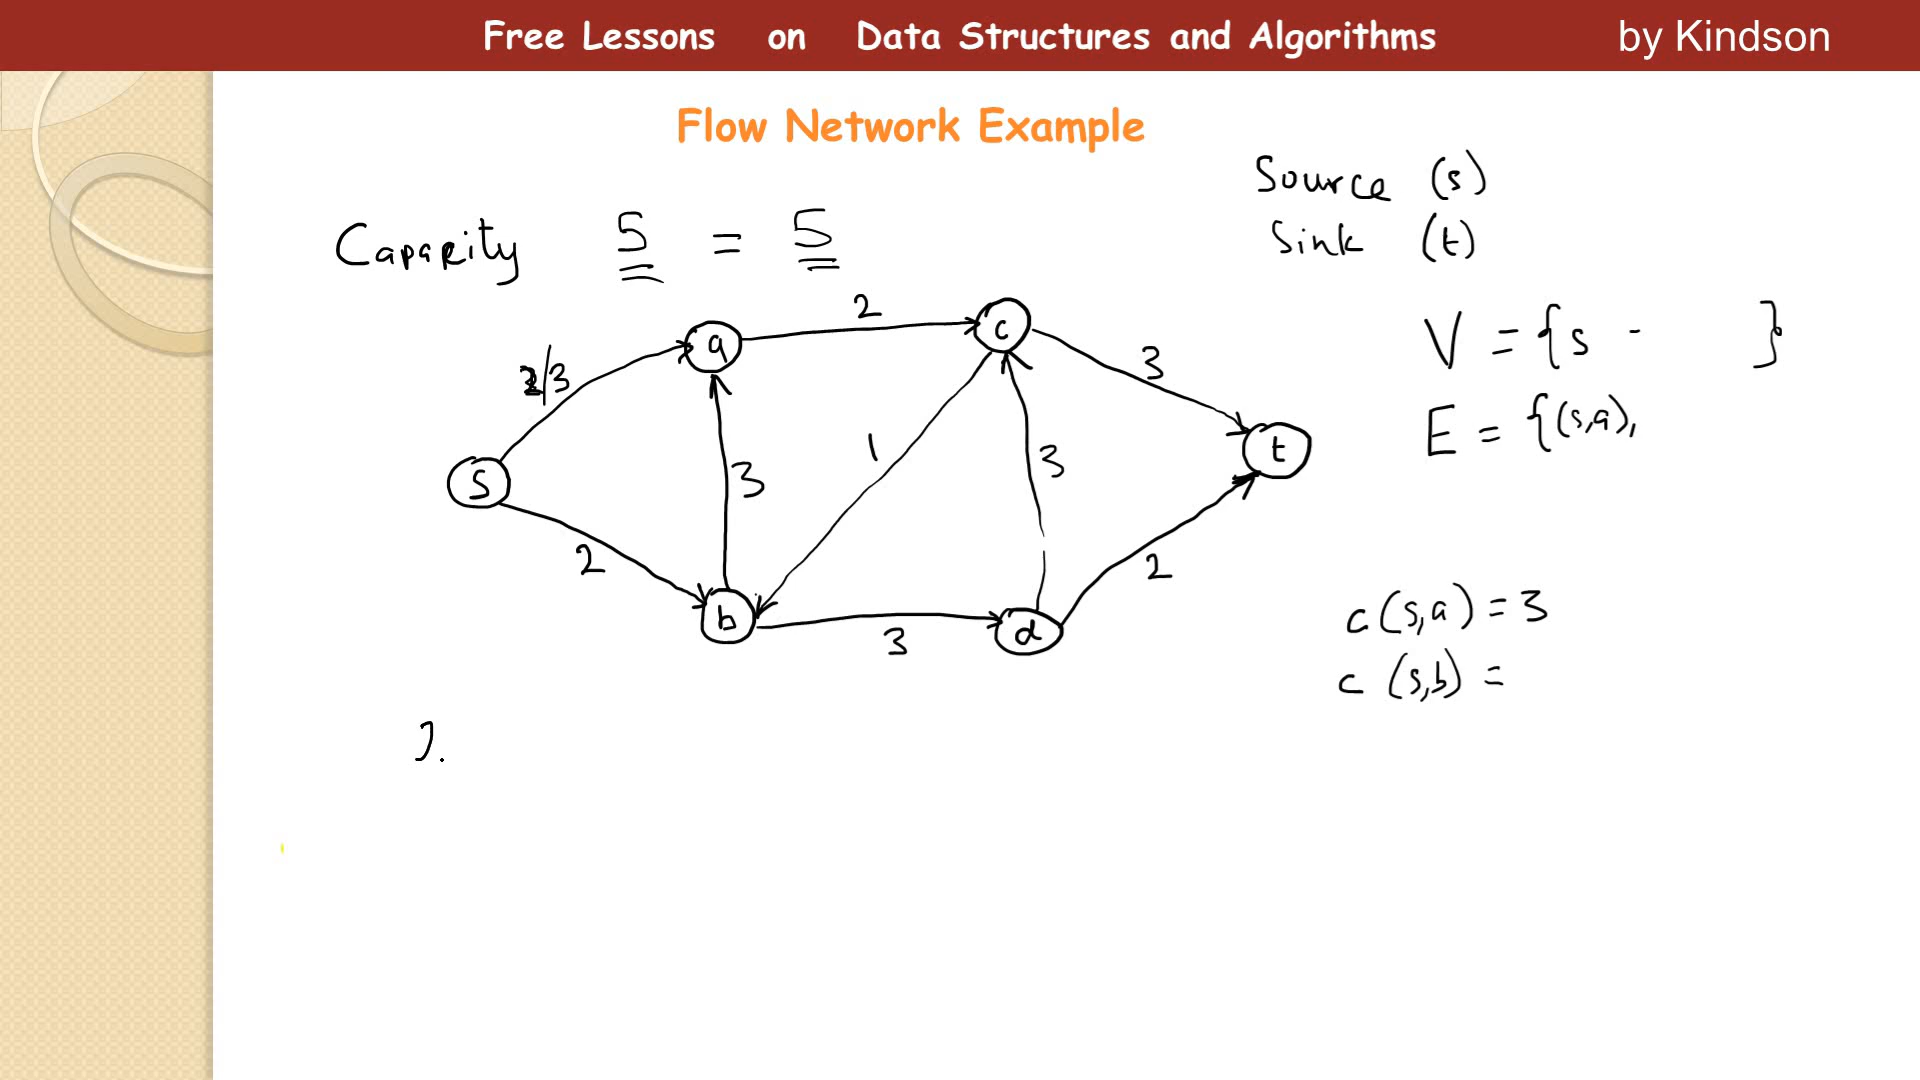 Free Lessons on Data Structures and Algorithms by Kindson
Flow Network Example
Source (s)
Sink (t)
Capacity 5 = 5
V = {s - }
E = {(s,a),
2
a
c
3
/3
1
3
3
t
s
2
b
3
d
2
c(s,a) = 3
c (s,b) =